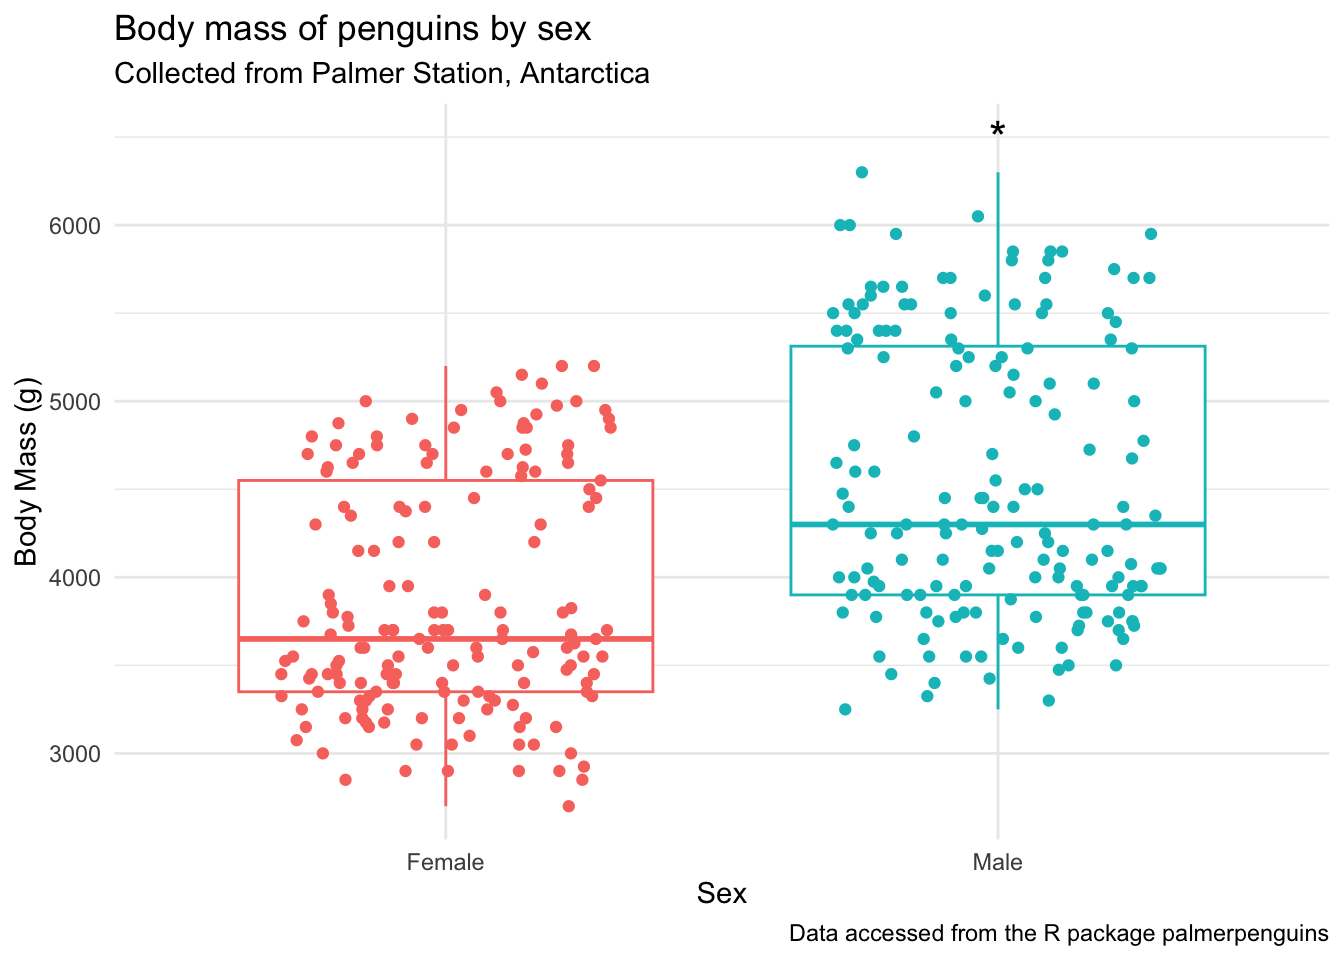 Body mass of penguins by sex
Collected from Palmer Station, Antarctica
*
6000
5000
4000
3000
Body Mass (g)
Female
Male
Sex
Data accessed from the R package palmerpenguins